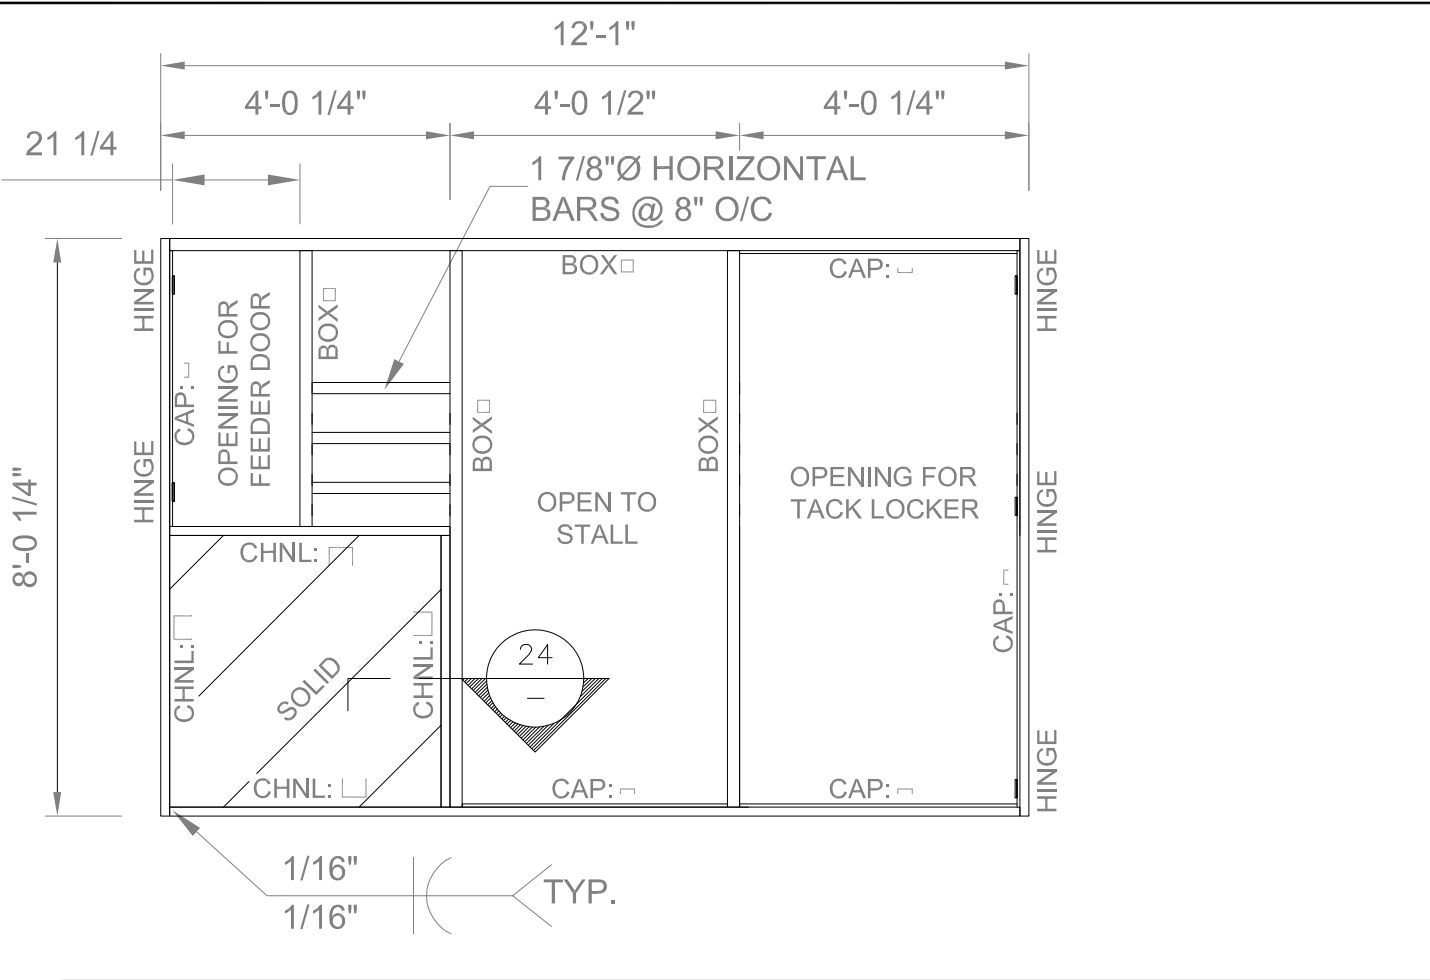 12'-1"
4'-0 1/4"
4'-0 1/2"
4'-0 1/4"
21 1/4
1 7/8"Ø HORIZONTAL
BARS @ 8" O/C
HINGE
HINGE
CAP:
OPENING FOR
FEEDER DOOR
BOX
BOX
BOX
BOX
CAP:
HINGE
HINGE
HINGE
8'-0 1/4"
OPEN TO
STALL
OPENING FOR
TACK LOCKER
CHNL:
CHNL:
SOLID
CHNL:
CHNL:
24
–
CAP:
CAP:
CAP:
1/16"
1/16"
TYP.